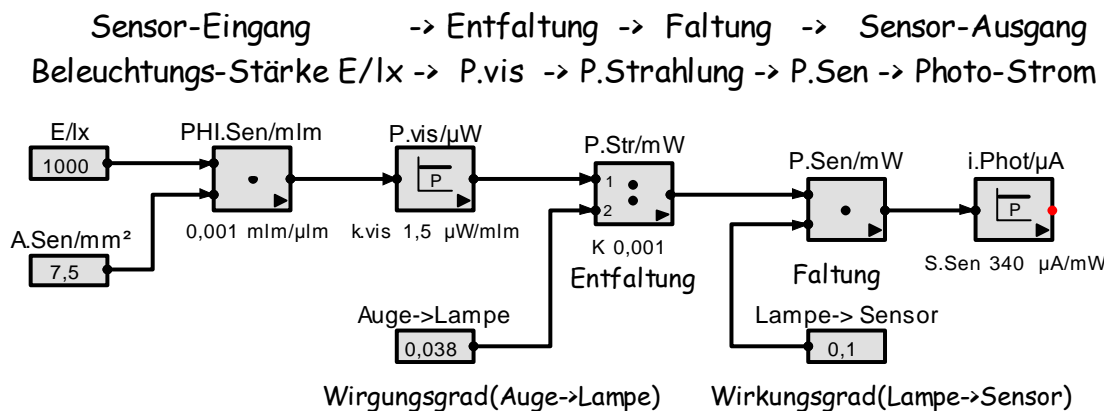 Sensor-Eingang -> Entfaltung -> Faltung -> Sensor-Ausgang
Beleuchtungs-Stärke E/lx -> P.vis -> P.Strahlung -> P.Sen -> Photo-Strom
E/lx
1000
PHI.Sen/mlm
0,001 mlm/µlm
A.Sen/mm²
7,5
P.vis/µW
P
k.vis 1,5 µW/mlm
P.Str/mW
1
2
K 0,001
Entfaltung
P.Sen/mW
Faltung
i.Phot/µA
P
S.Sen 340 µA/mW
Auge->Lampe
0,038
Wirgungsgrad(Auge->Lampe)
Lampe-> Sensor
0,1
Wirkungsgrad(Lampe->Sensor)